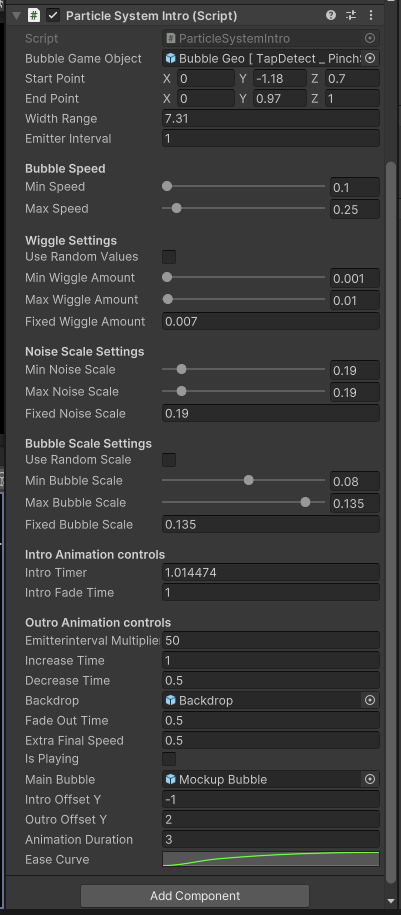 Particle System Intro (Script)
Script ParticleSystemIntro
Bubble Game Object Bubble Geo [ TapDetect _ Pinch
Start Point X 0 Y -1.18 Z 0.7
End Point X 0 Y 0.97 Z 1
Width Range 7.31
Emitter Interval 1
Bubble Speed
Min Speed 0.1
Max Speed 0.25
Wiggle Settings
Use Random Values
Min Wiggle Amount 0.001
Max Wiggle Amount 0.01
Fixed Wiggle Amount 0.007
Noise Scale Settings
Min Noise Scale 0.19
Max Noise Scale 0.19
Fixed Noise Scale 0.19
Bubble Scale Settings
Use Random Scale
Min Bubble Scale 0.08
Max Bubble Scale 0.135
Fixed Bubble Scale 0.135
Intro Animation controls
Intro Timer 1.014474
Intro Fade Time 1
Outro Animation controls
Emitterinterval Multiplie 50
Increase Time 1
Decrease Time 0.5
Backdrop Backdrop
Fade Out Time 0.5
Extra Final Speed 0.5
Is Playing
Main Bubble Mockup Bubble
Intro Offset Y -1
Outro Offset Y 2
Animation Duration 3
Ease Curve
Add Component